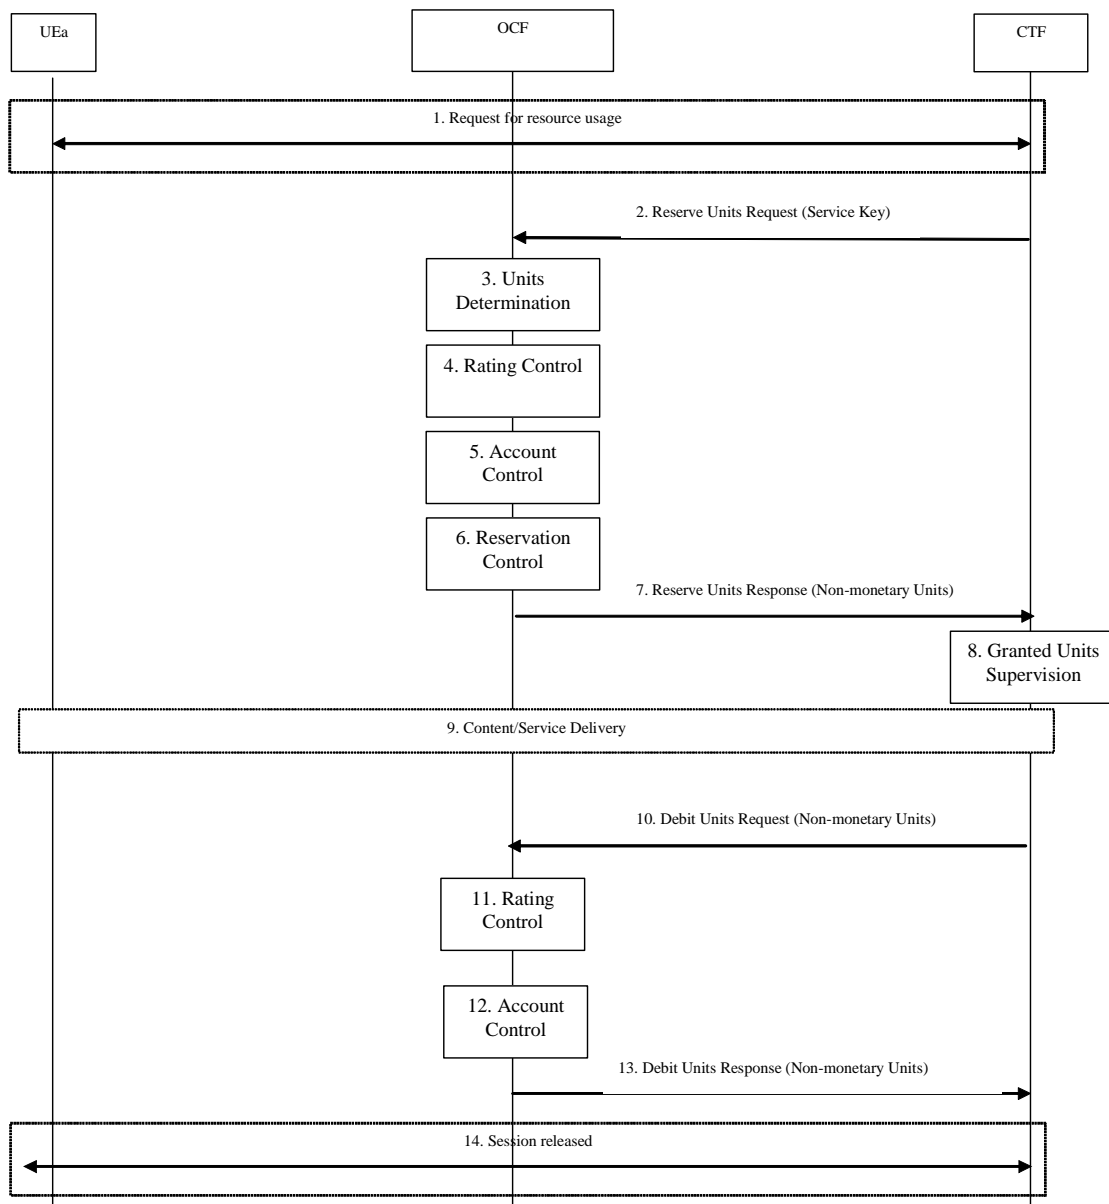 UEa
OCF
CTF
1. Request for resource usage
2. Reserve Units Request (Service Key)
3. Units
Determination
4. Rating Control
5. Account
Control
6. Reservation
Control
7. Reserve Units Response (Non-monetary Units)
8. Granted Units
Supervision
9. Content/Service Delivery
10. Debit Units Request (Non-monetary Units)
11. Rating
Control
12. Account
Control
13. Debit Units Response (Non-monetary Units)
14. Session released